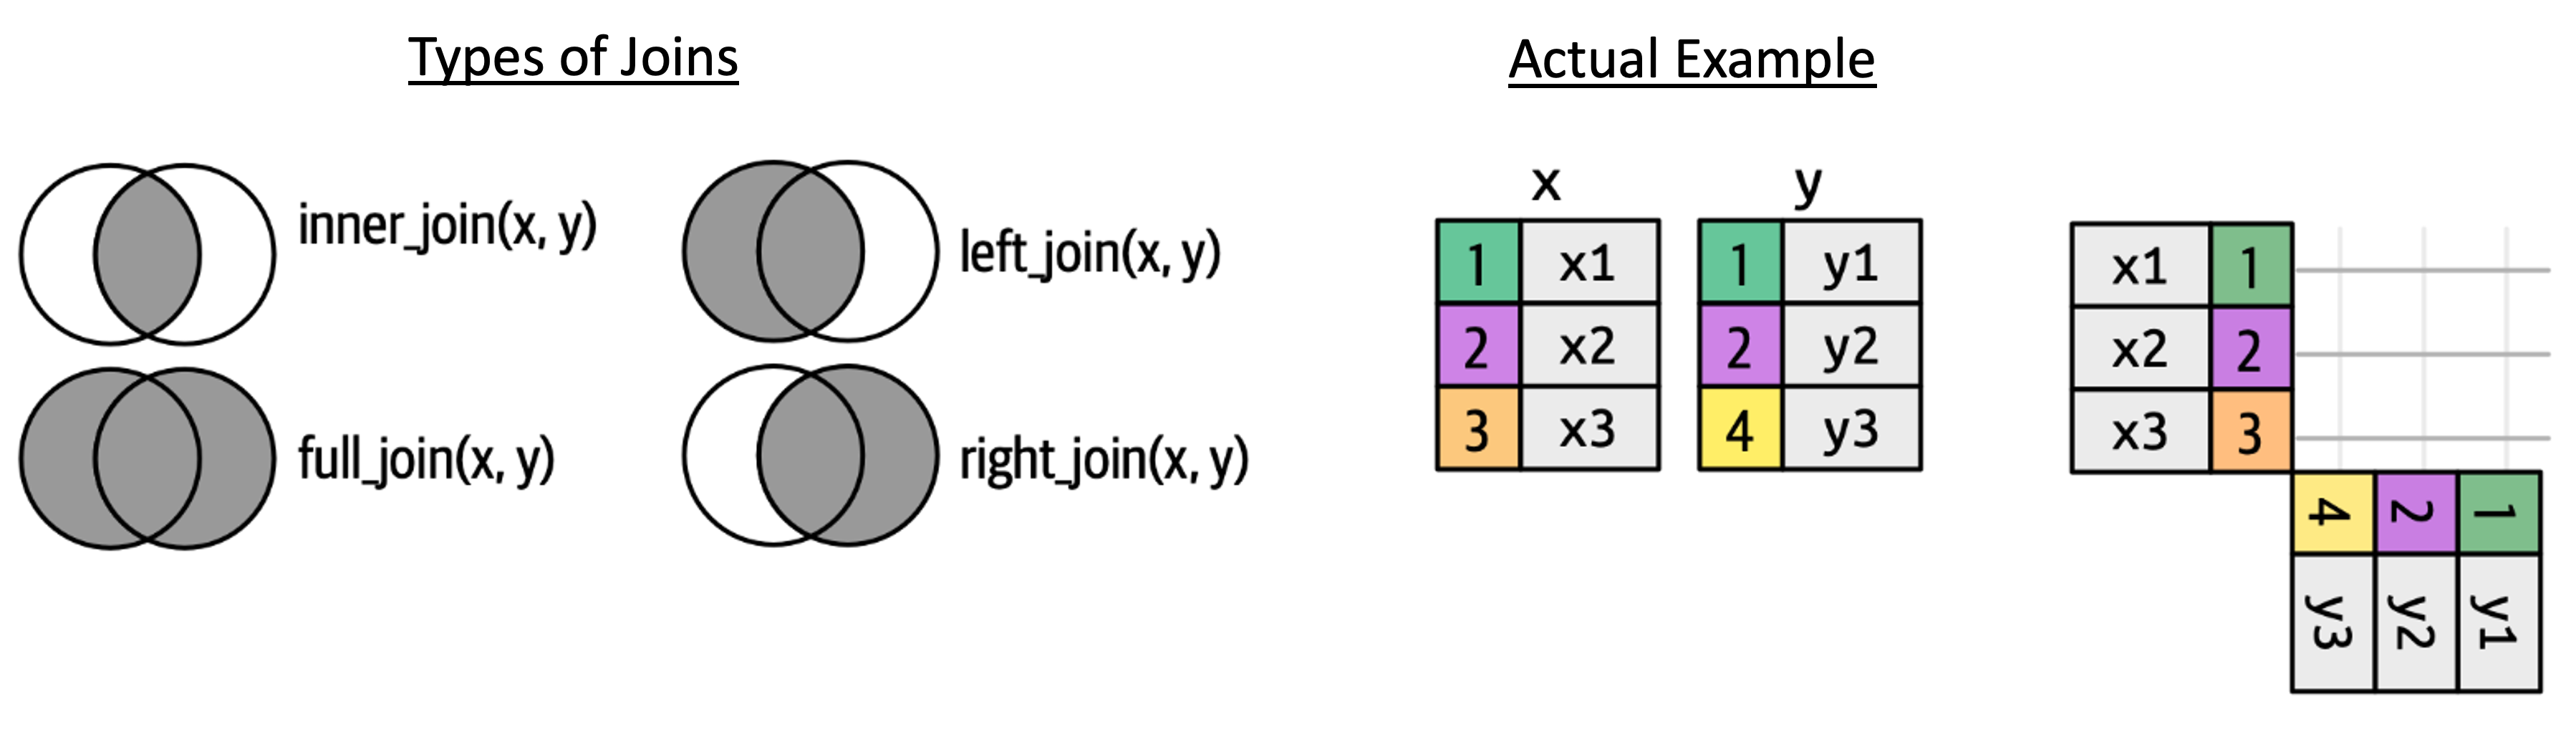 Types of Joins
inner_join(x, y)
left_join(x, y)
full_join(x, y)
right_join(x, y)
Actual Example
x
1 x1
2 x2
3 x3
y
1 y1
2 y2
4 y3
x1 1
x2 2
x3 3
4 2 1
y3 y2 y1